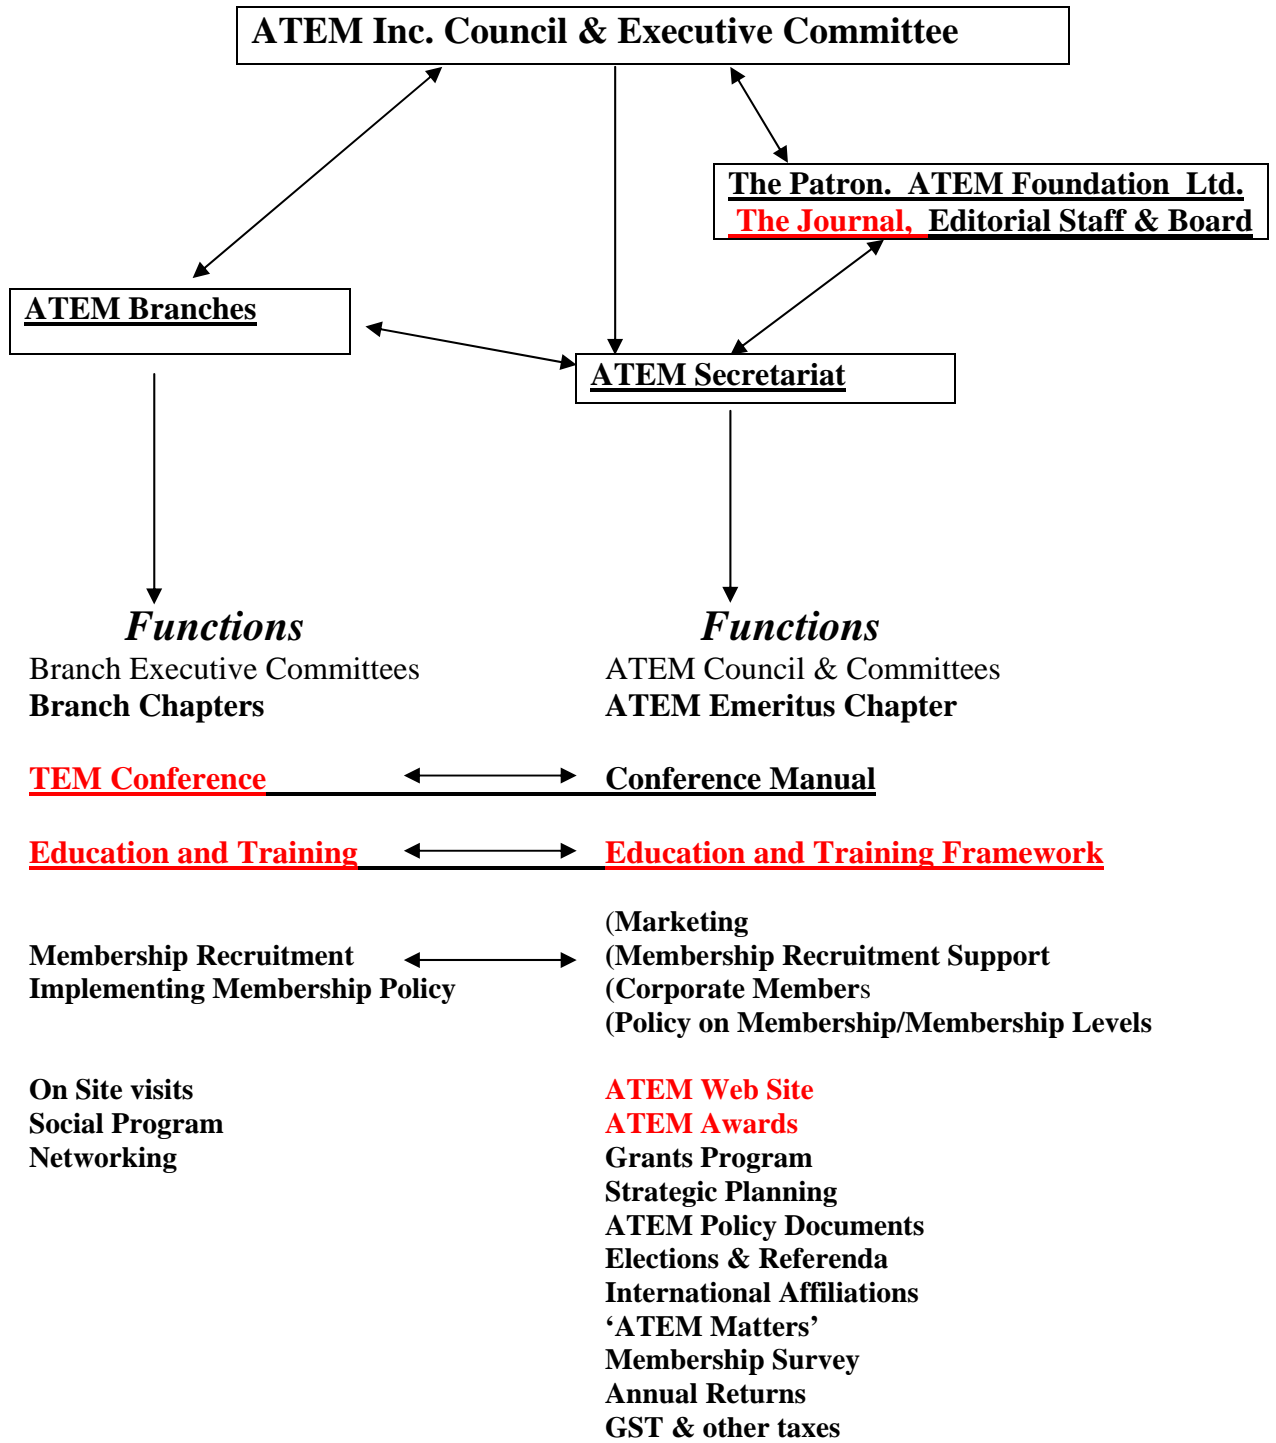 ATEM Inc. Council & Executive Committee
The Patron. ATEM Foundation Ltd.
The Journal, Editorial Staff & Board
ATEM Branches
ATEM Secretariat
Functions
Branch Executive Committees
Branch Chapters
Functions
ATEM Council & Committees
ATEM Emeritus Chapter
TEM Conference
Conference Manual
Education and Training
Education and Training Framework
Membership Recruitment
Implementing Membership Policy
(Marketing
(Membership Recruitment Support
(Corporate Members
(Policy on Membership/Membership Levels
On Site visits
Social Program
Networking
ATEM Web Site
ATEM Awards
Grants Program
Strategic Planning
ATEM Policy Documents
Elections & Referenda
International Affiliations
‘ATEM Matters’
Membership Survey
Annual Returns
GST & other taxes